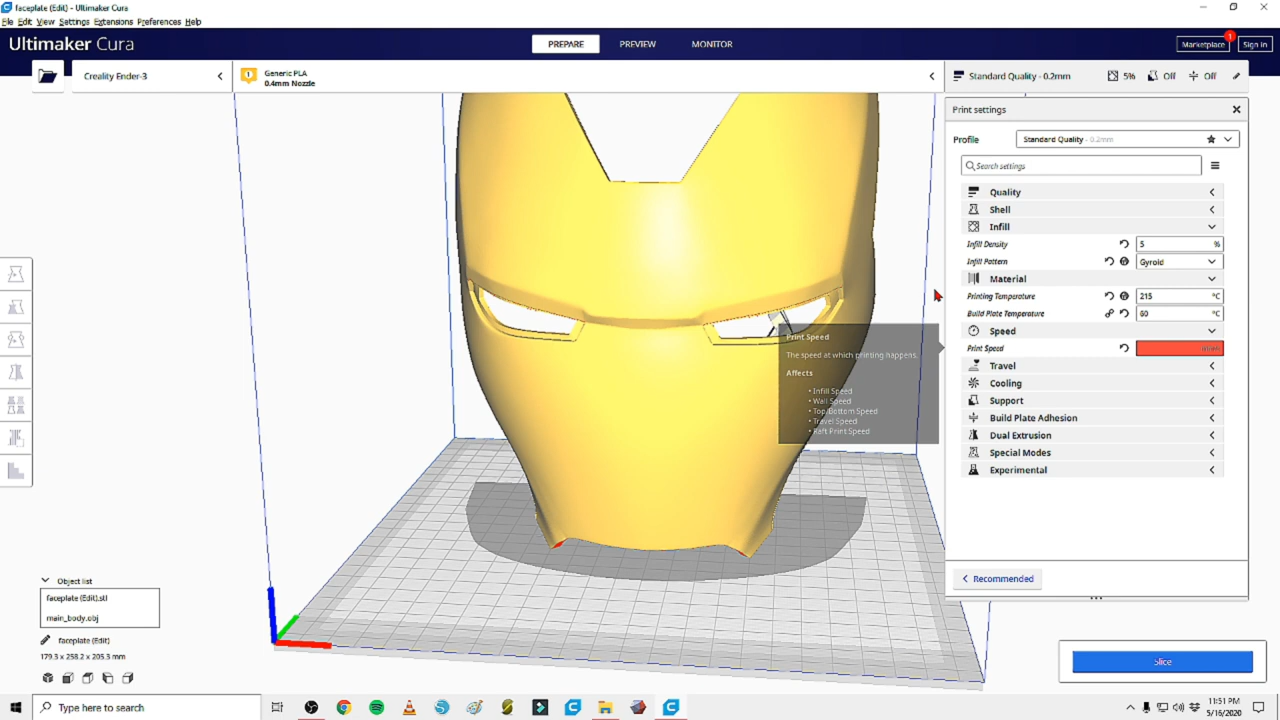 faceplate (Edit) - Ultimaker Cura
File Edit View Settings Extensions Preferences Help
Ultimaker Cura
PREPARE PREVIEW MONITOR
Marketplace 1 Sign in
Creality Ender-3
Generic PLA
0.4mm Nozzle
Standard Quality - 0.2mm 5% Off Off
Print settings
Profile Standard Quality - 0.2mm
Search settings
Quality
Shell
Infill
Infill Density 5 %
Infill Pattern Gyroid
Material
Printing Temperature 215 °C
Build Plate Temperature 60 °C
Speed
Print Speed
Travel
Cooling
Support
Build Plate Adhesion
Dual Extrusion
Special Modes
Experimental
Recommended
Print Speed
The speed at which printing happens.
Affects
• Infill Speed
• Wall Speed
• Top/Bottom Speed
• Travel Speed
• Raft Print Speed
Object list
faceplate (Edit).stl
main_body.obj
faceplate (Edit)
179.3 x 258.2 x 205.3 mm
Slice
Type here to search
11:51 PM
5/16/2020